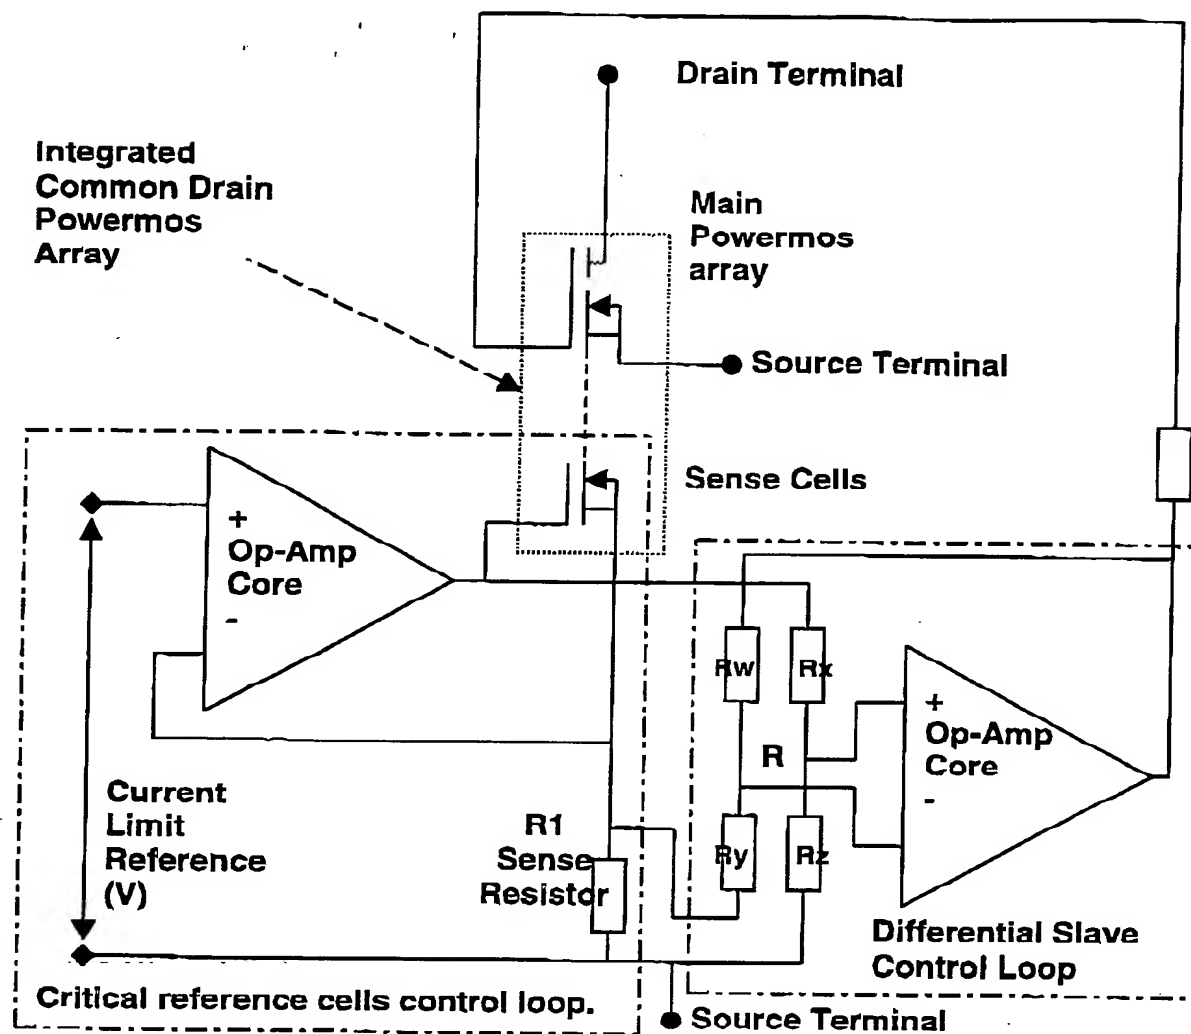 Drain Terminal
Integrated
Common Drain
Powermos
Array
Main
Powermos
array
Source Terminal
Sense Cells
+
Op-Amp
Core
-
Rw
Rx
R
Ry
Rz
+
Op-Amp
Core
-
Current
Limit
Reference
(V)
R1
Sense
Resistor
Differential Slave
Control Loop
Critical reference cells control loop.
Source Terminal